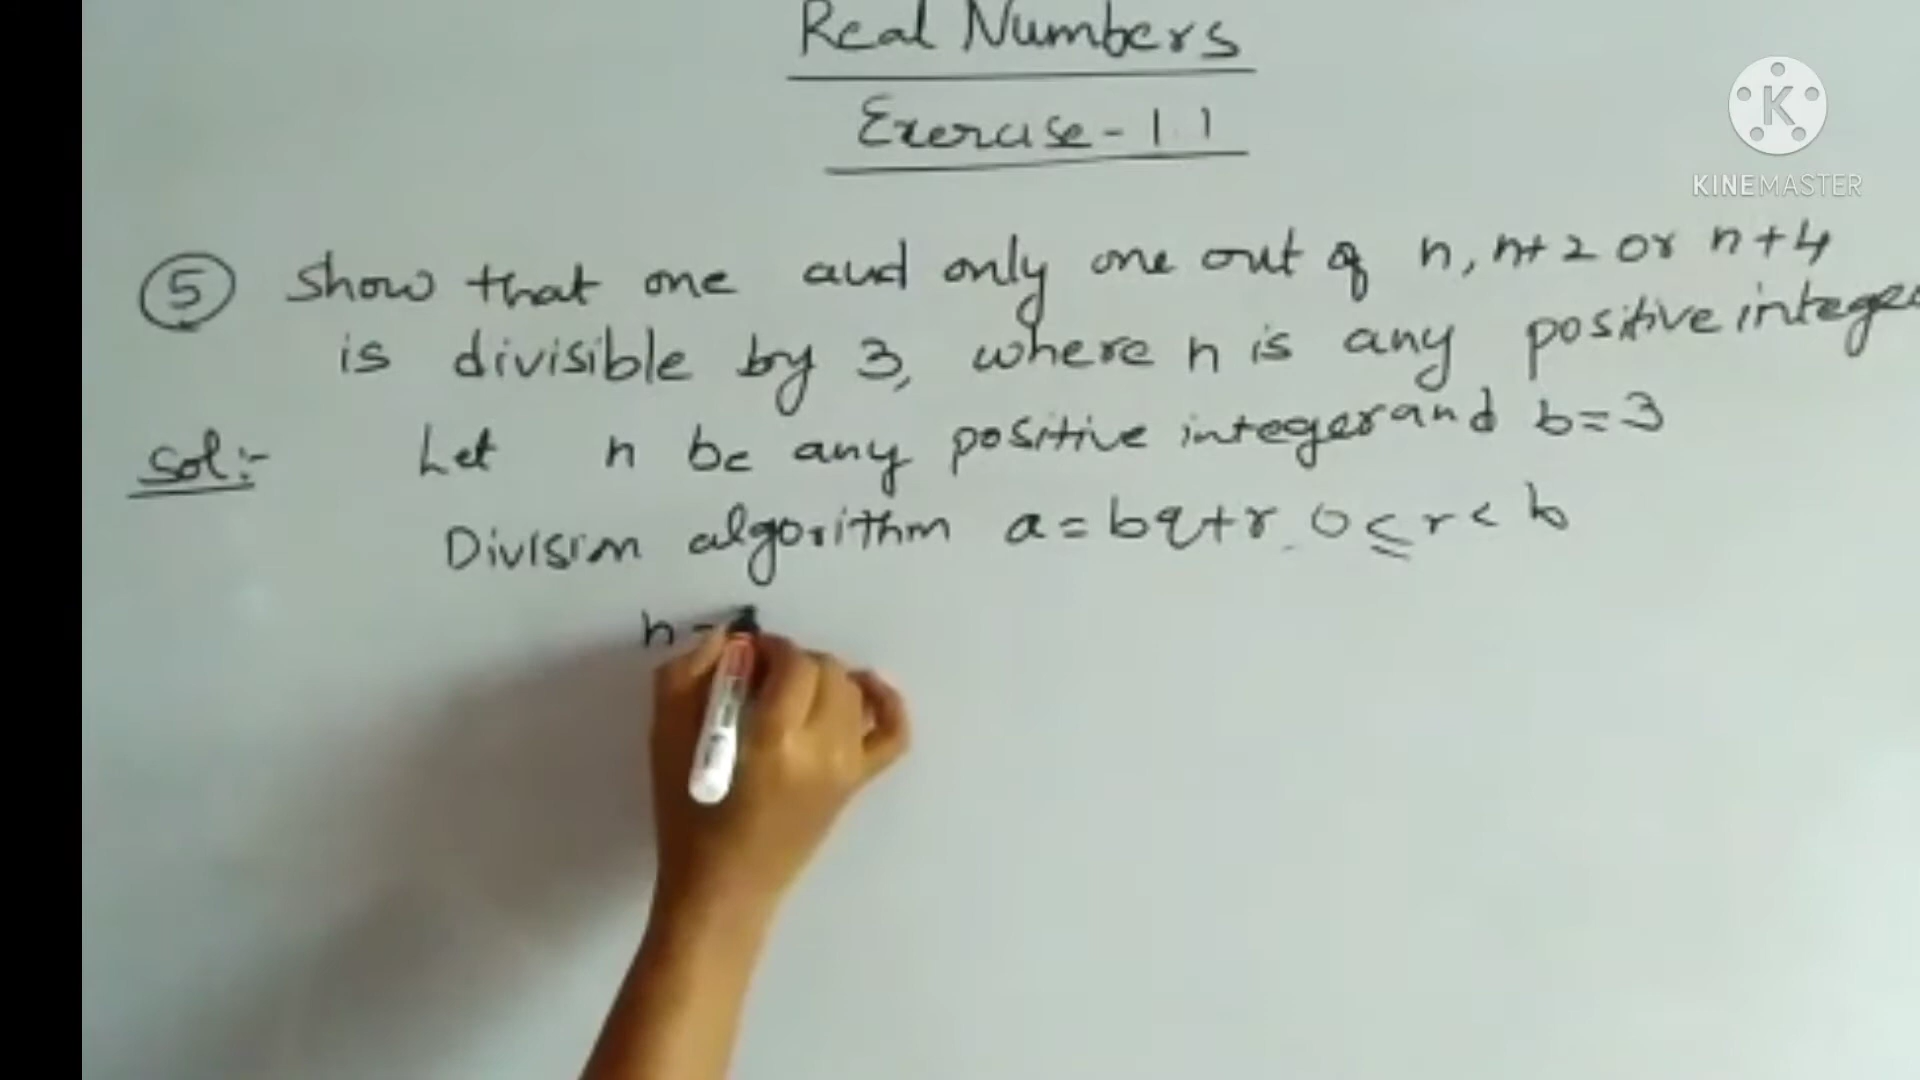 Real Numbers
Exercise - 1.1
K
KINEMASTER
5 Show that one and only one out of n, n+2 or n+4
is divisible by 3, where n is any positive intege
Sol:- Let n be any positive integer and b=3
Division algorithm a = bq+r 0 ≤ r < b
n =